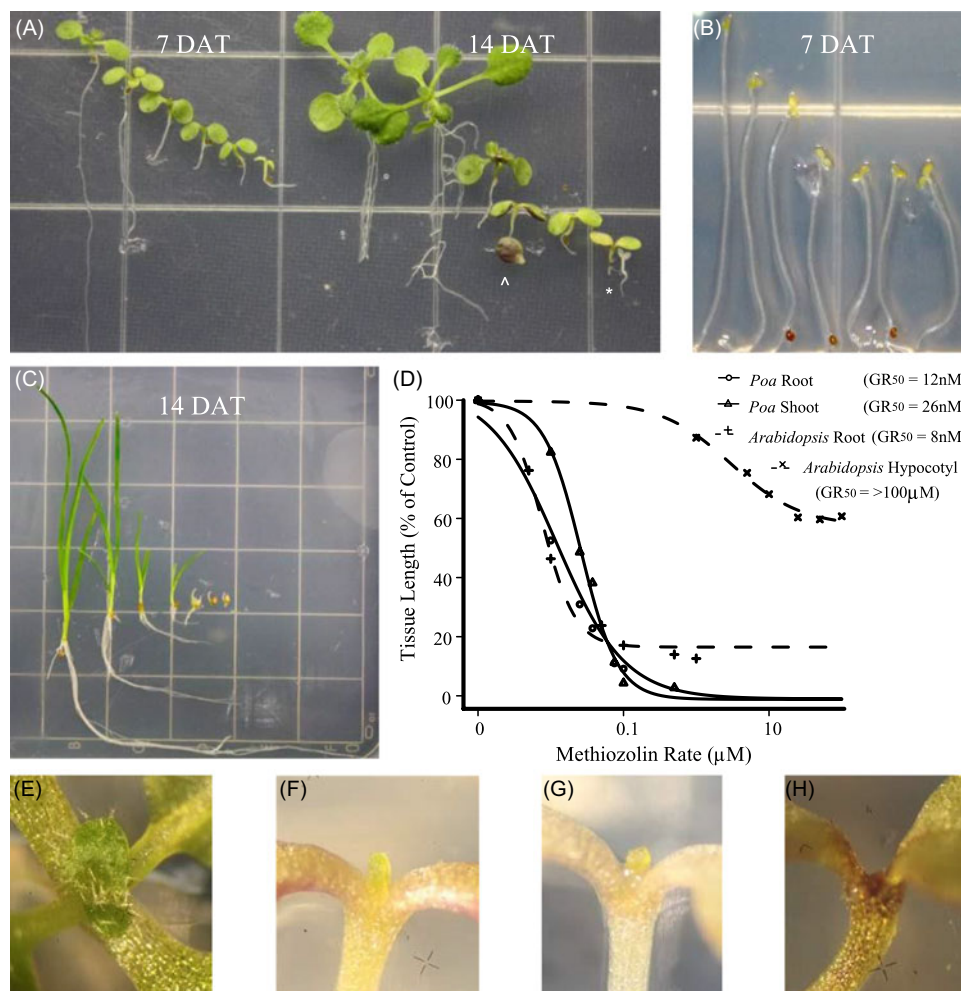 (A)
7 DAT
14 DAT
^
*
(B)
7 DAT
(C)
14 DAT
(D)
Poa Root (GR50 = 12nM
Poa Shoot (GR50 = 26nM
Arabidopsis Root (GR50 = 8nM
Arabidopsis Hypocotyl
(GR50 = >100µM)
Tissue Length (% of Control)
100
80
60
40
20
0
0
0.1
10
Methiozolin Rate (µM)
(E)
(F)
(G)
(H)